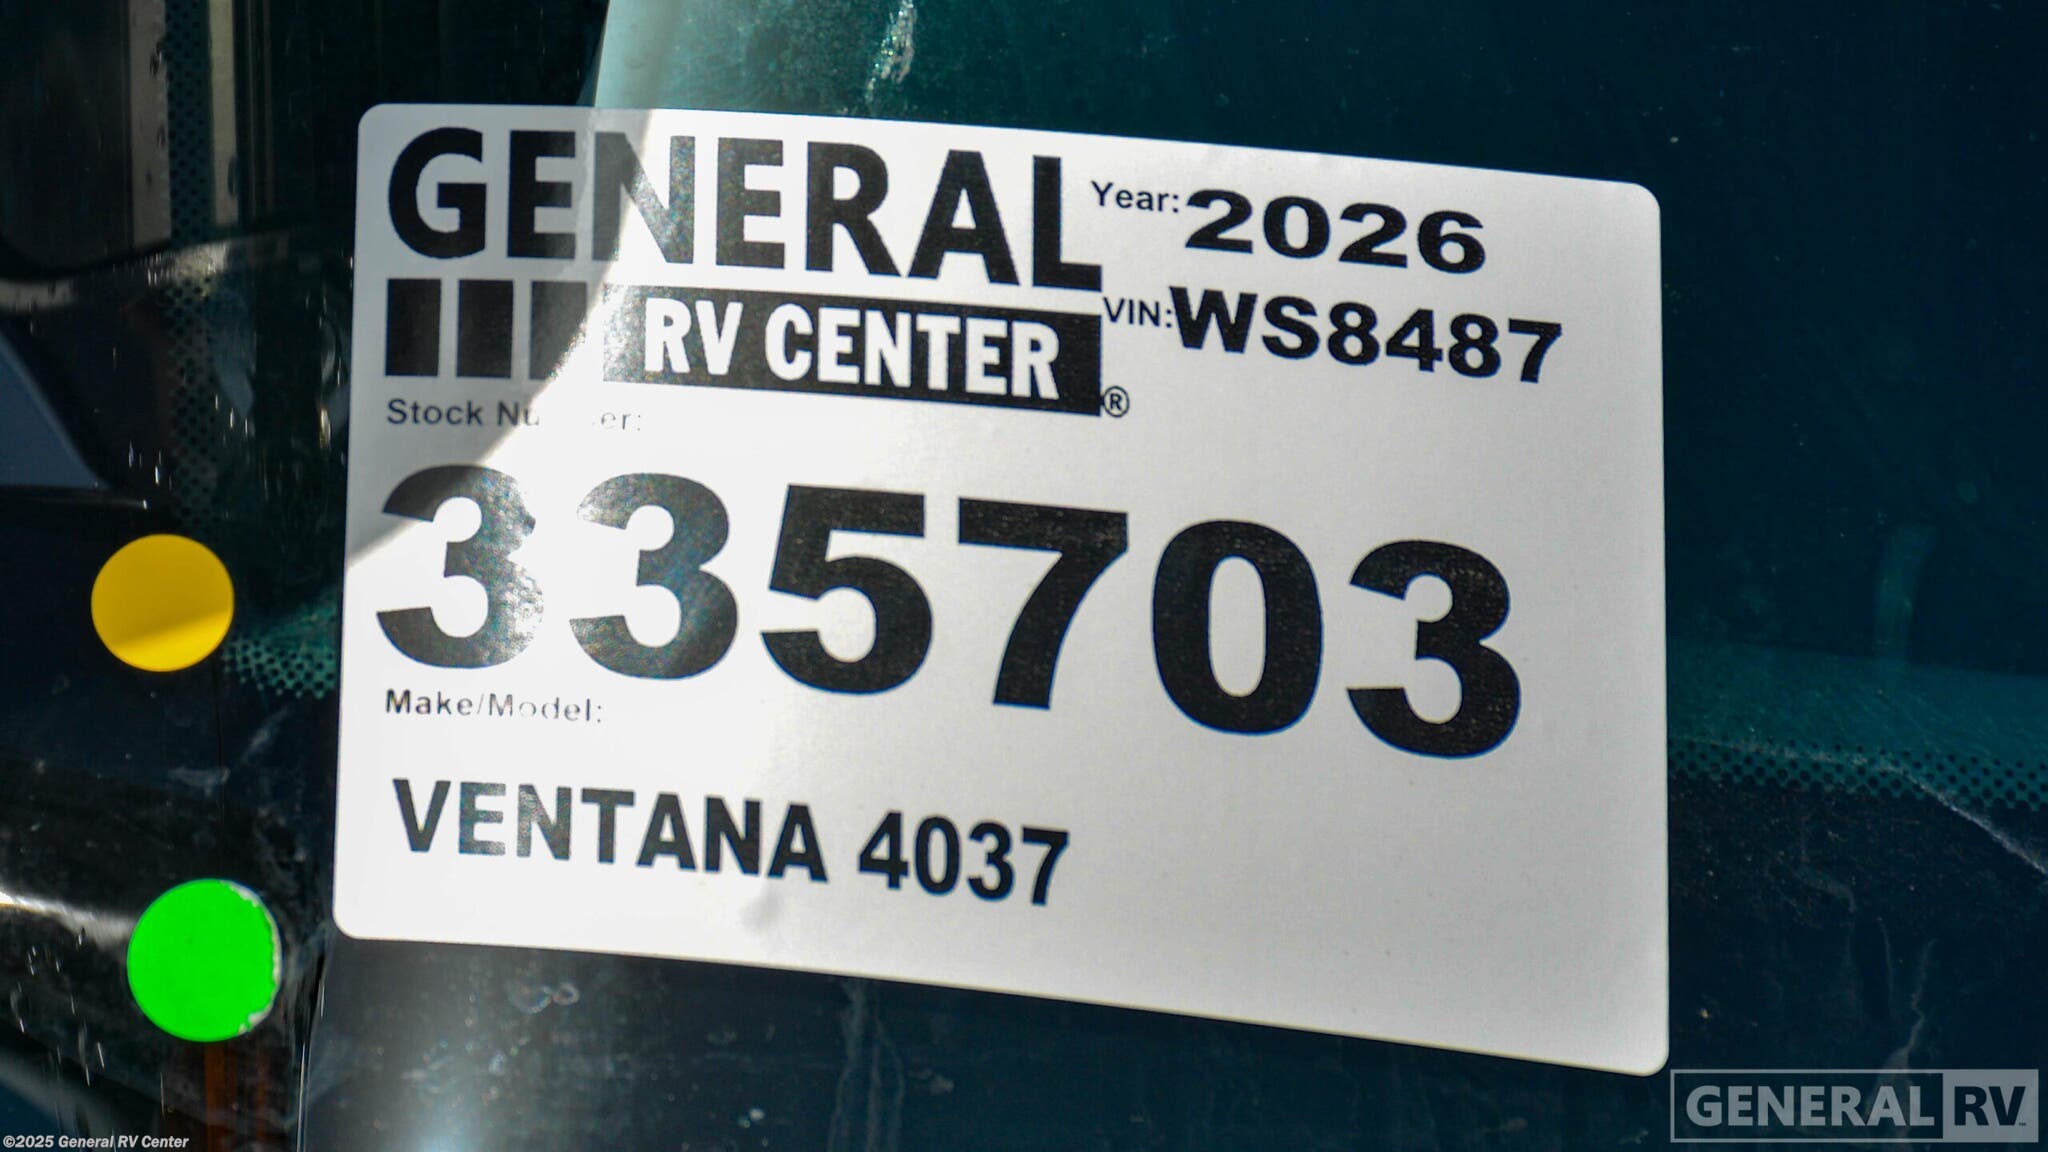 GENERAL
RV CENTER®
Year: 2026
VIN: WS8487
Stock Number:
335703
Make/Model:
VENTANA 4037
GENERAL RV™
©2025 General RV Center